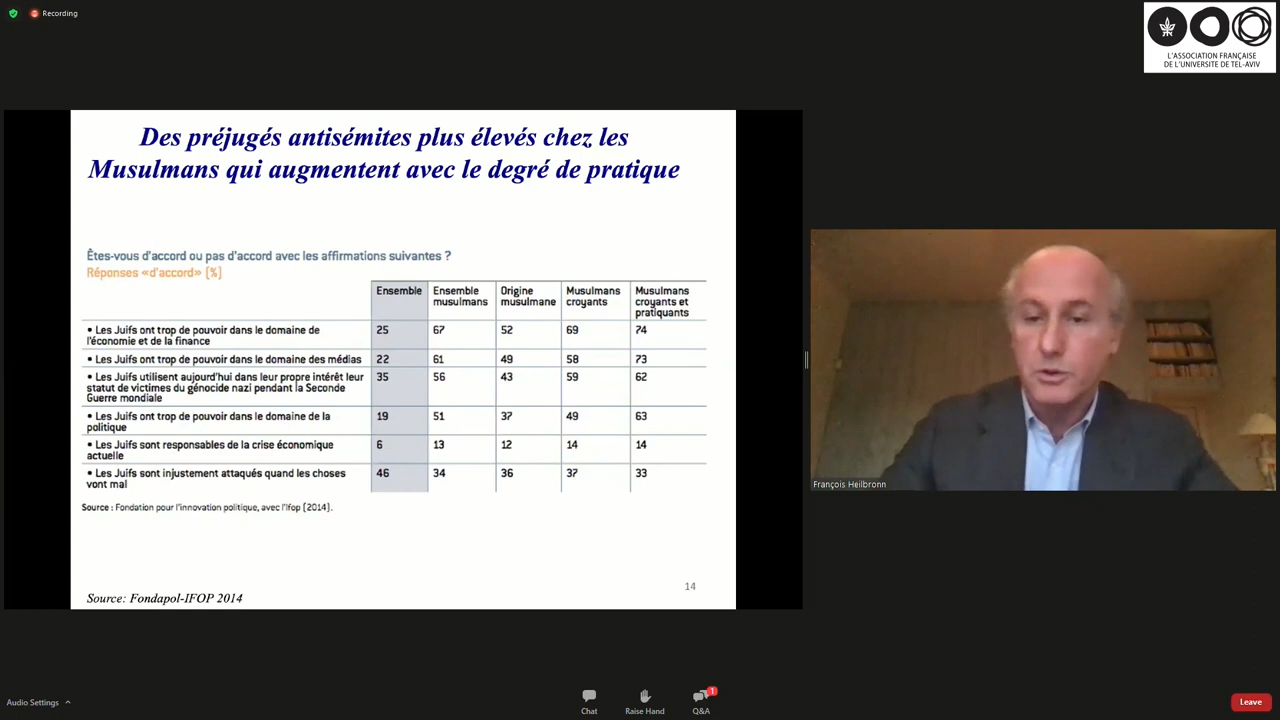 Recording
L'ASSOCIATION FRANÇAISE
DE L'UNIVERSITE DE TEL-AVIV
Des préjugés antisémites plus élevés chez les
Musulmans qui augmentent avec le degré de pratique
Êtes-vous d'accord ou pas d'accord avec les affirmations suivantes ?
Réponses «d'accord» (%)
Ensemble
Ensemble
musulmans
Origine
musulmane
Musulmans
croyants
Musulmans
croyants et
pratiquants
• Les Juifs ont trop de pouvoir dans le domaine de
l'économie et de la finance
25 67 52 69 74
• Les Juifs ont trop de pouvoir dans le domaine des médias
22 61 49 58 73
• Les Juifs utilisent aujourd'hui dans leur propre intérêt leur
statut de victimes du génocide nazi pendant la Seconde
Guerre mondiale
35 56 43 59 62
• Les Juifs ont trop de pouvoir dans le domaine de la
politique
19 51 37 49 63
• Les Juifs sont responsables de la crise économique
actuelle
6 13 12 14 14
• Les Juifs sont injustement attaqués quand les choses
vont mal
46 34 36 37 33
Source : Fondation pour l'innovation politique, avec l'Ifop (2014).
14
Source: Fondapol-IFOP 2014
François Heilbronn
Audio Settings
Chat
Raise Hand
1
Q&A
Leave